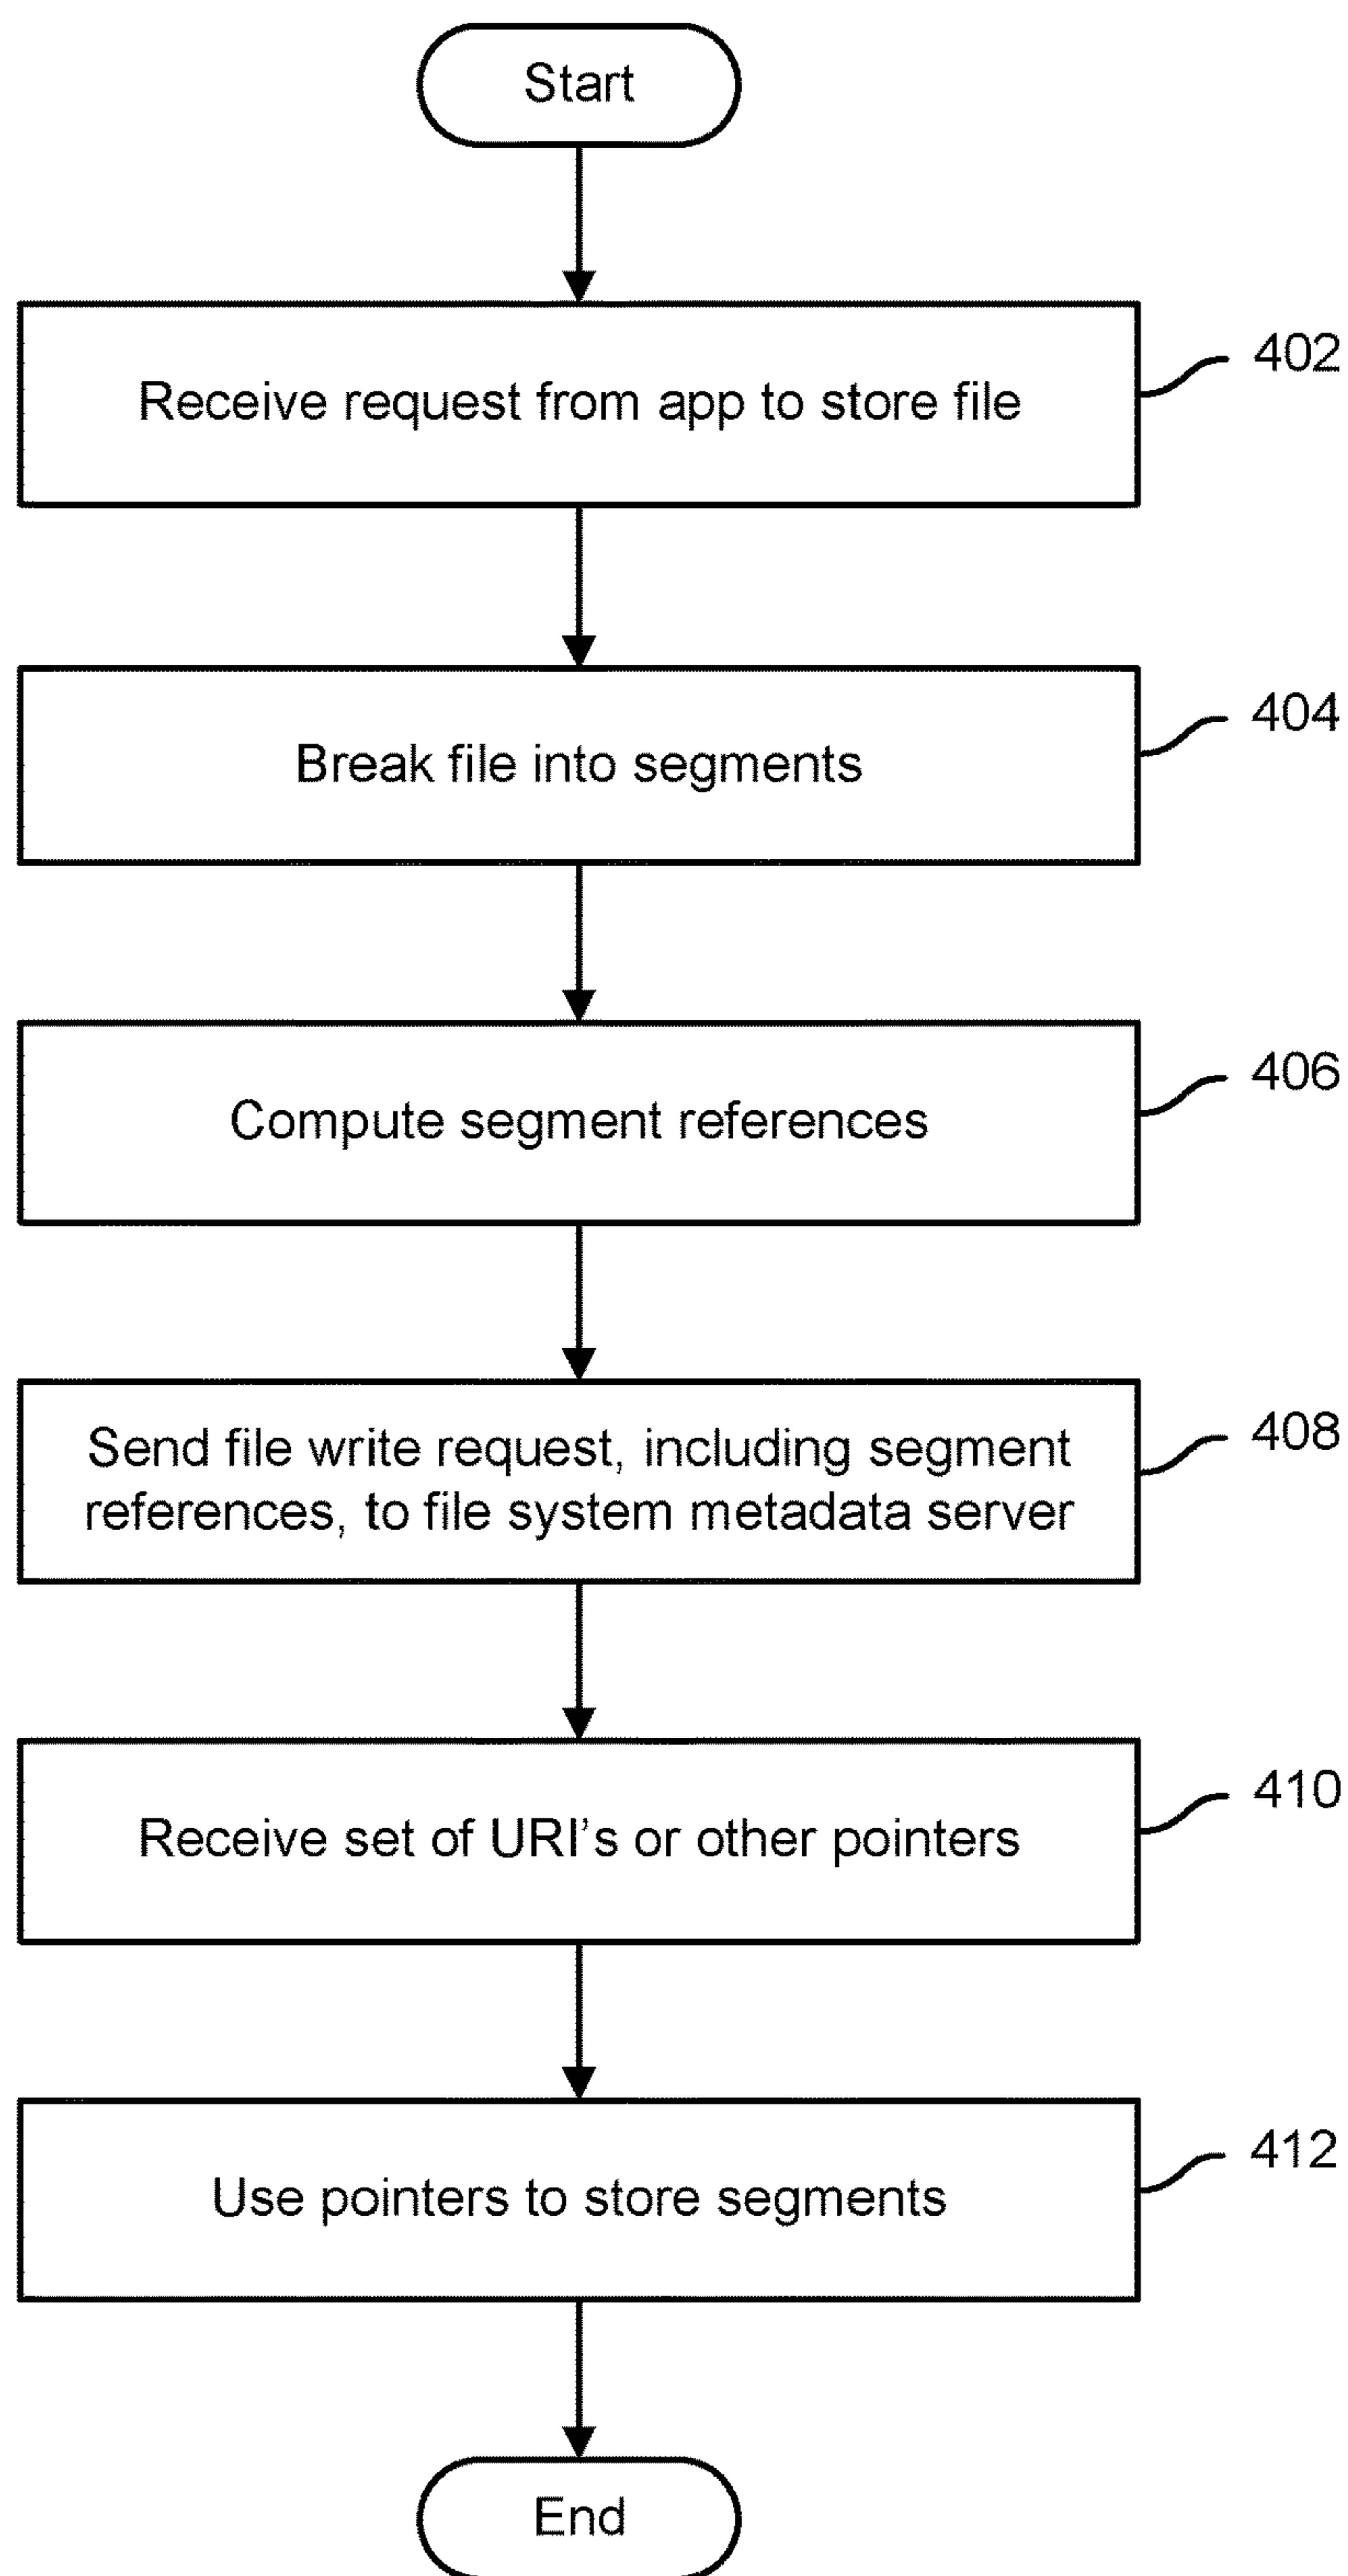 Start
Receive request from app to store file
402
Break file into segments
404
Compute segment references
406
Send file write request, including segment
references, to file system metadata server
408
Receive set of URI's or other pointers
410
Use pointers to store segments
412
End